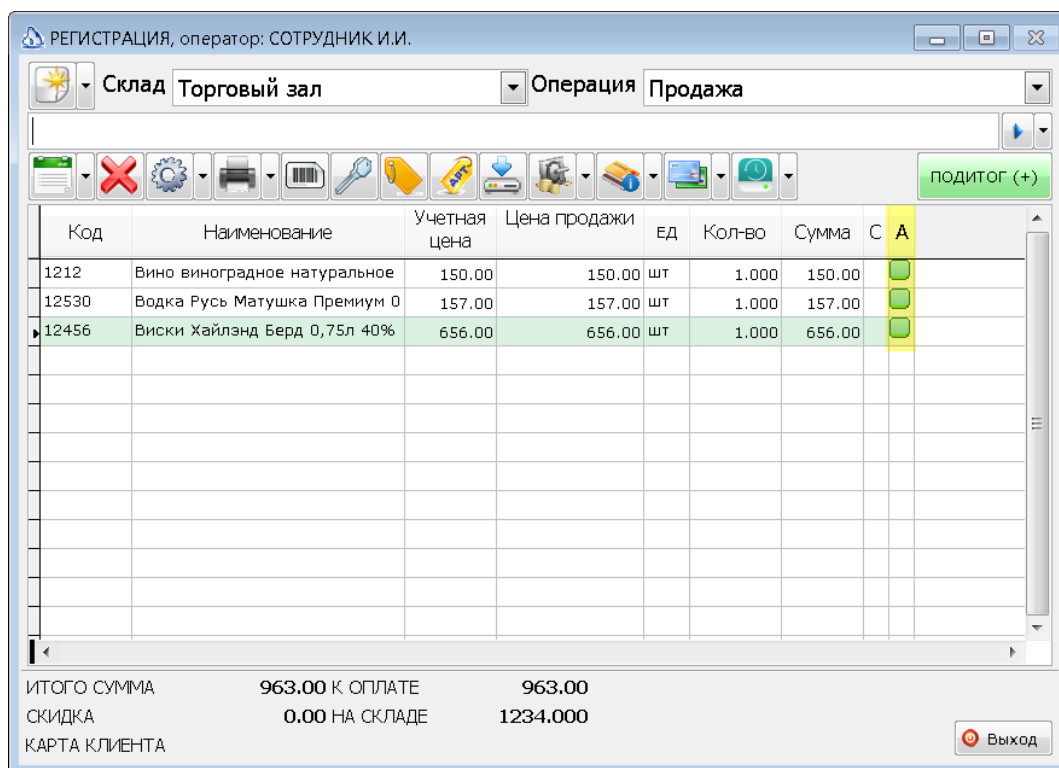 РЕГИСТРАЦИЯ, оператор: СОТРУДНИК И.И.
Склад Торговый зал Операция Продажа
АРТ
ПОДИТОГ (+)
Код Наименование Учетная цена Цена продажи ЕД Кол-во Сумма С А
1212 Вино виноградное натуральное 150.00 150.00 шт 1.000 150.00
12530 Водка Русь Матушка Премиум 0 157.00 157.00 шт 1.000 157.00
12456 Виски Хайлэнд Берд 0,75л 40% 656.00 656.00 шт 1.000 656.00
ИТОГО СУММА 963.00 К ОПЛАТЕ 963.00
СКИДКА 0.00 НА СКЛАДЕ 1234.000
КАРТА КЛИЕНТА
Выход